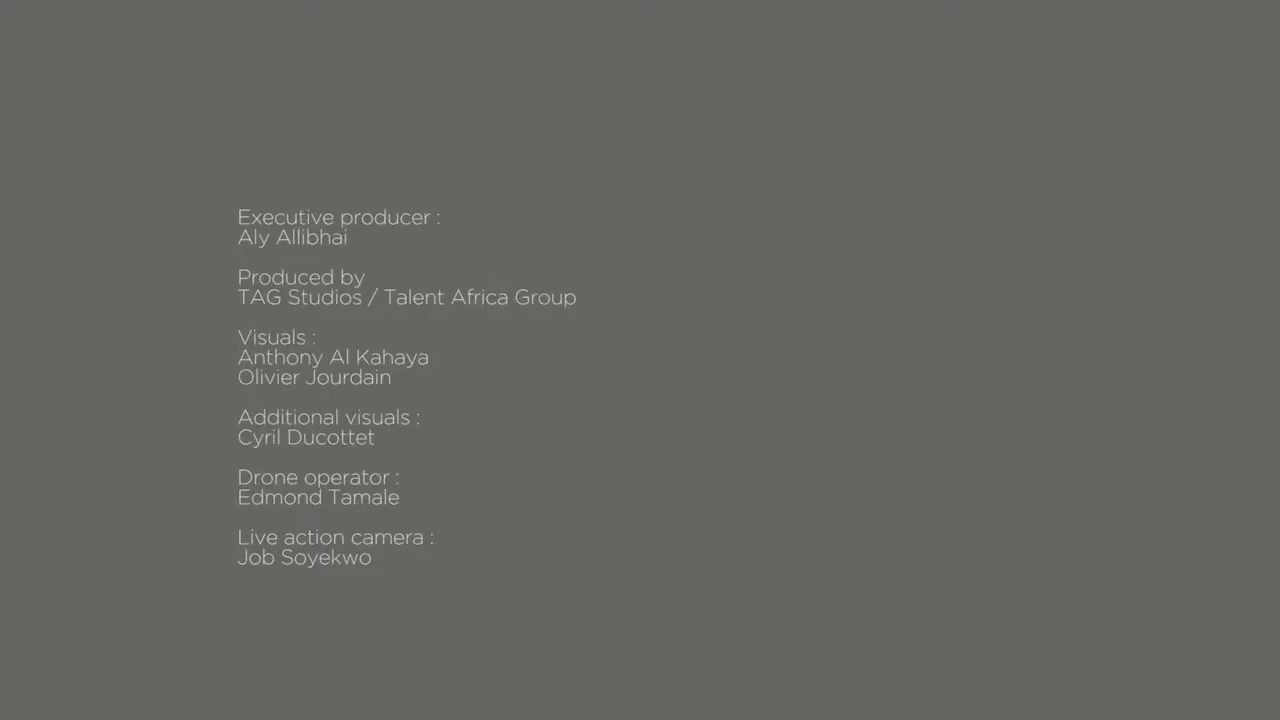 Executive producer :
Aly Allibhai
Produced by
TAG Studios / Talent Africa Group
Visuals :
Anthony Al Kahaya
Olivier Jourdain
Additional visuals :
Cyril Ducottet
Drone operator :
Edmond Tamale
Live action camera :
Job Soyekwo